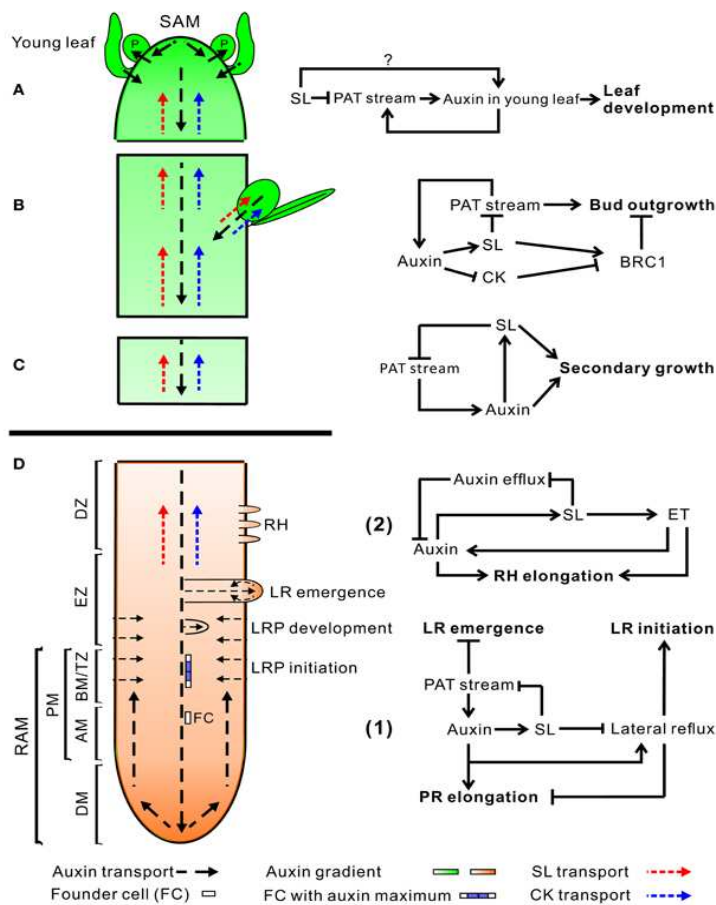 SAM
Young leaf
P
P
A
?
SL
PAT stream
Auxin in young leaf
Leaf
development
B
PAT stream
Bud outgrowth
Auxin
SL
CK
BRC1
C
SL
PAT stream
Secondary growth
Auxin
D
DZ
EZ
RAM
PM
BM/TZ
AM
DM
RH
LR emergence
LRP development
LRP initiation
FC
(2)
Auxin efflux
SL
ET
Auxin
RH elongation
LR emergence
LR initiation
PAT stream
(1)
Auxin
SL
Lateral reflux
PR elongation
Auxin transport
Auxin gradient
SL transport
Founder cell (FC)
FC with auxin maximum
CK transport